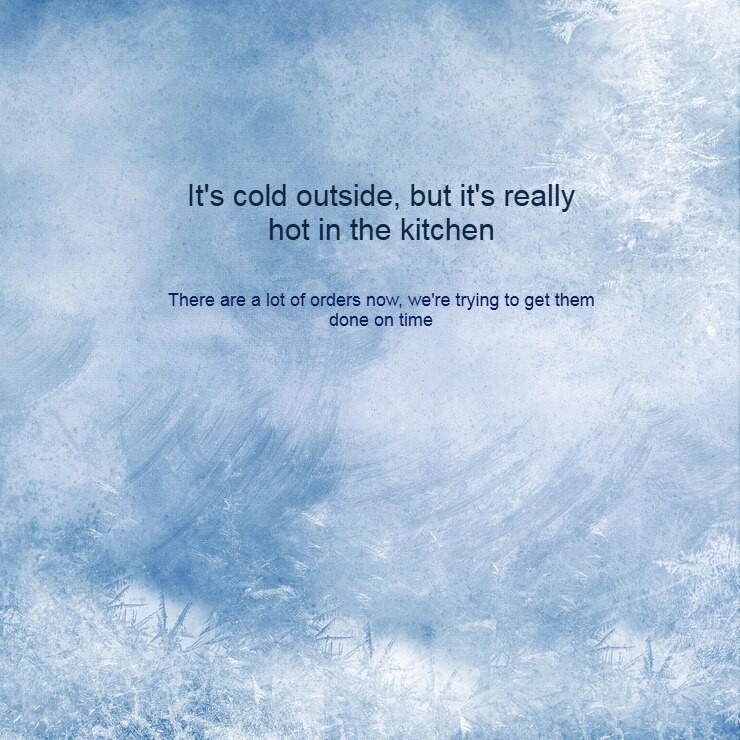 It's cold outside, but it's really
hot in the kitchen
There are a lot of orders now, we're trying to get them
done on time